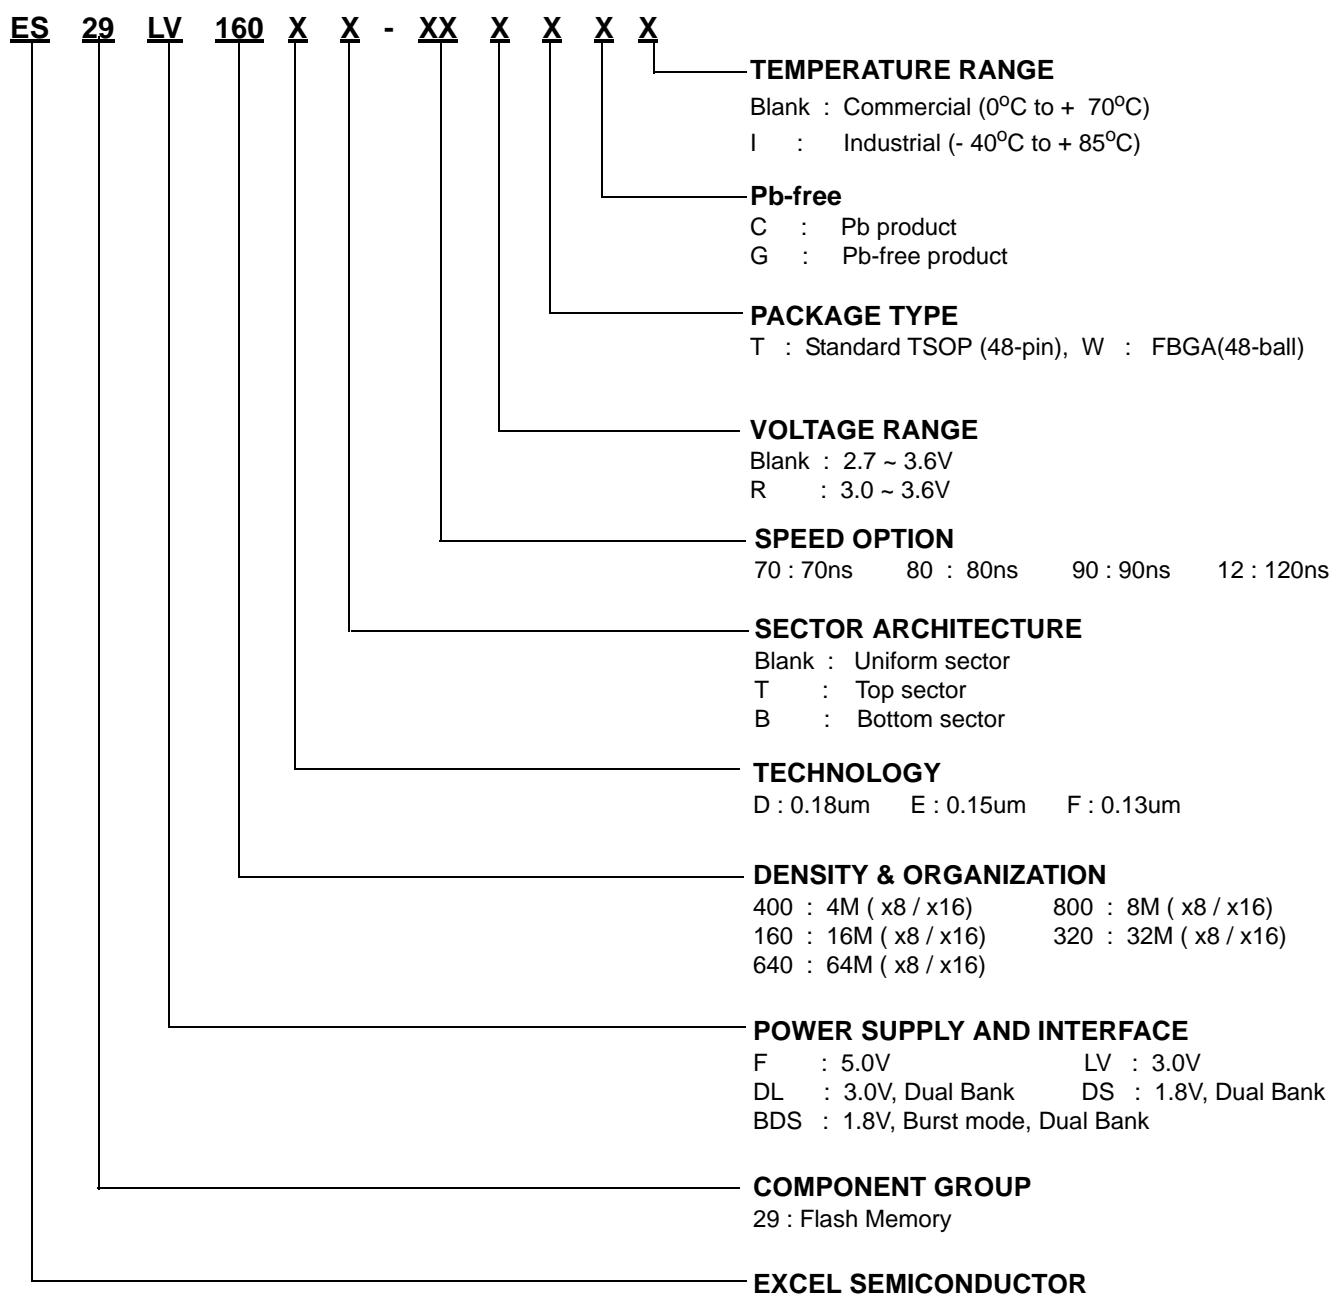 ES 29 LV 160 X X - XX X X X X
TEMPERATURE RANGE
Blank : Commercial (0°C to + 70°C)
I : Industrial (- 40°C to + 85°C)
Pb-free
C : Pb product
G : Pb-free product
PACKAGE TYPE
T : Standard TSOP (48-pin), W : FBGA(48-ball)
VOLTAGE RANGE
Blank : 2.7 ~ 3.6V
R : 3.0 ~ 3.6V
SPEED OPTION
70 : 70ns 80 : 80ns 90 : 90ns 12 : 120ns
SECTOR ARCHITECTURE
Blank : Uniform sector
T : Top sector
B : Bottom sector
TECHNOLOGY
D : 0.18um E : 0.15um F : 0.13um
DENSITY & ORGANIZATION
400 : 4M ( x8 / x16) 800 : 8M ( x8 / x16)
160 : 16M ( x8 / x16) 320 : 32M ( x8 / x16)
640 : 64M ( x8 / x16)
POWER SUPPLY AND INTERFACE
F : 5.0V LV : 3.0V
DL : 3.0V, Dual Bank DS : 1.8V, Dual Bank
BDS : 1.8V, Burst mode, Dual Bank
COMPONENT GROUP
29 : Flash Memory
EXCEL SEMICONDUCTOR